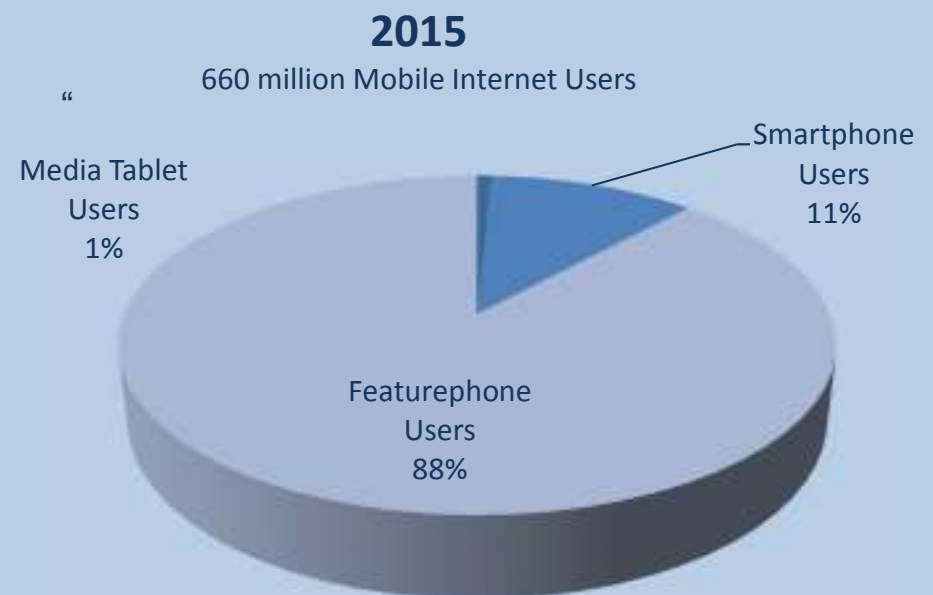 2015
660 million Mobile Internet Users
“
Media Tablet
Users
1%
Smartphone
Users
11%
Featurephone
Users
88%